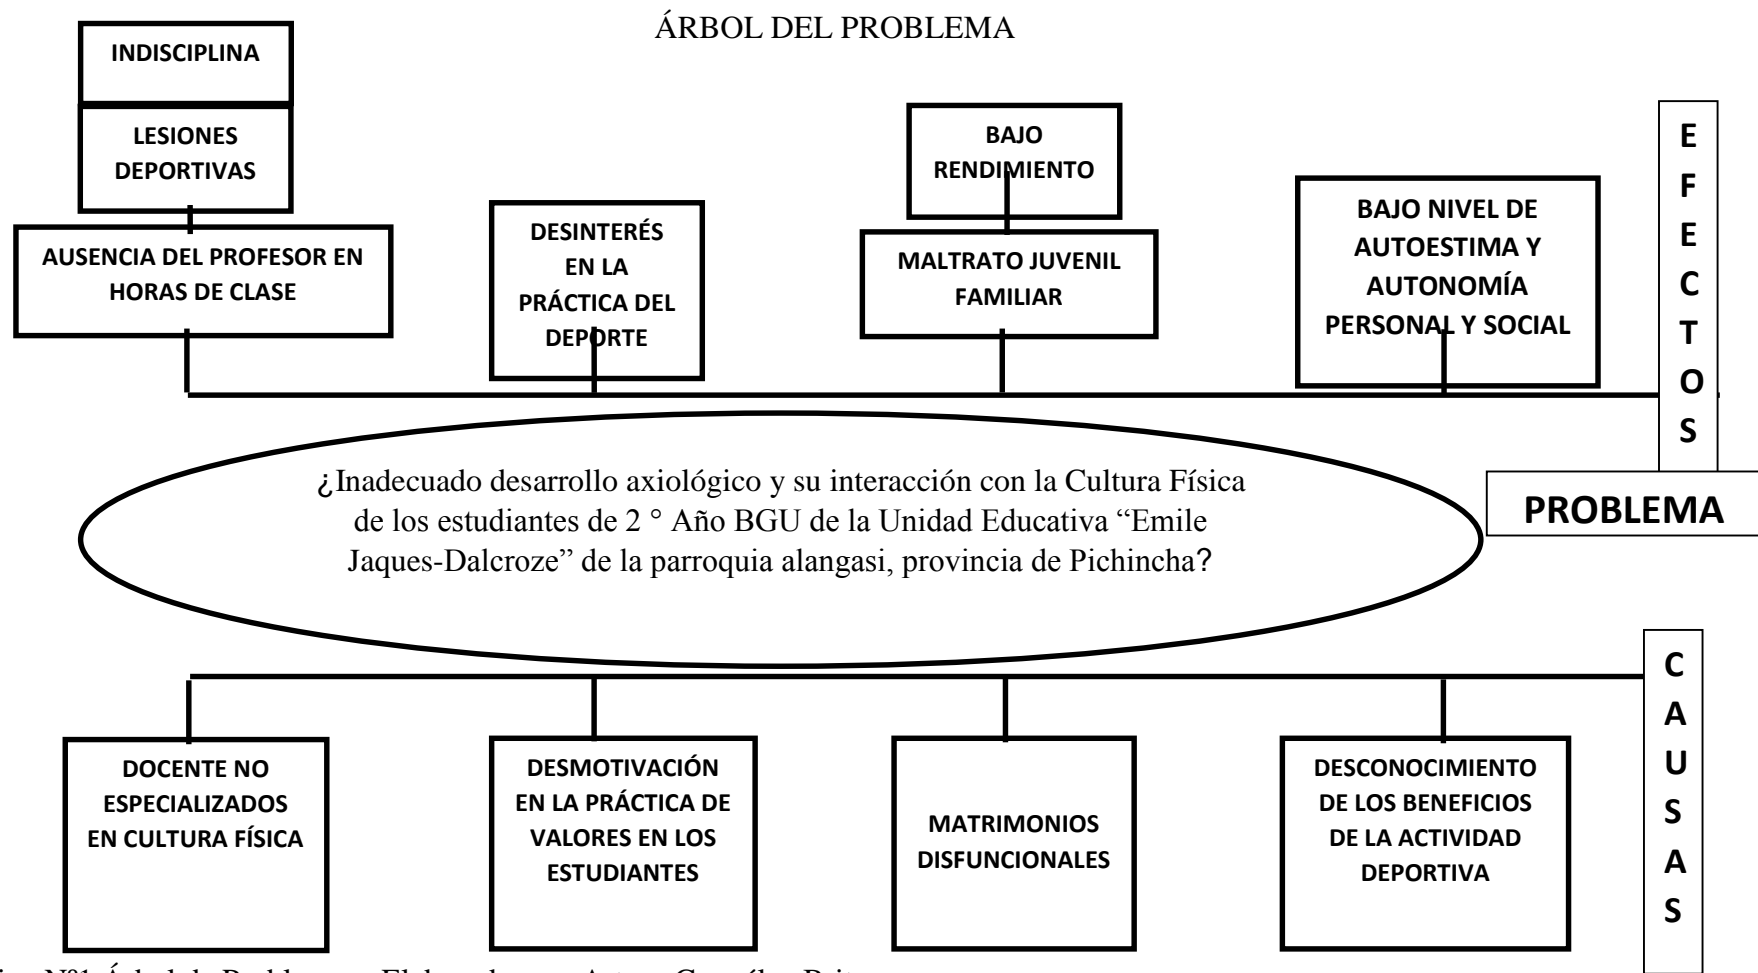 ÁRBOL DEL PROBLEMA
INDISCIPLINA
LESIONES
DEPORTIVAS
AUSENCIA DEL PROFESOR EN
HORAS DE CLASE
DESINTERÉS
EN LA
PRÁCTICA DEL
DEPORTE
BAJO
RENDIMIENTO
MALTRATO JUVENIL
FAMILIAR
BAJO NIVEL DE
AUTOESTIMA Y
AUTONOMÍA
PERSONAL Y SOCIAL
E
F
E
C
T
O
S
¿Inadecuado desarrollo axiológico y su interacción con la Cultura Física
de los estudiantes de 2 ° Año BGU de la Unidad Educativa “Emile
Jaques-Dalcroze” de la parroquia alangasi, provincia de Pichincha?
PROBLEMA
DOCENTE NO
ESPECIALIZADOS
EN CULTURA FÍSICA
DESMOTIVACIÓN
EN LA PRÁCTICA DE
VALORES EN LOS
ESTUDIANTES
MATRIMONIOS
DISFUNCIONALES
DESCONOCIMIENTO
DE LOS BENEFICIOS
DE LA ACTIVIDAD
DEPORTIVA
C
A
U
S
A
S